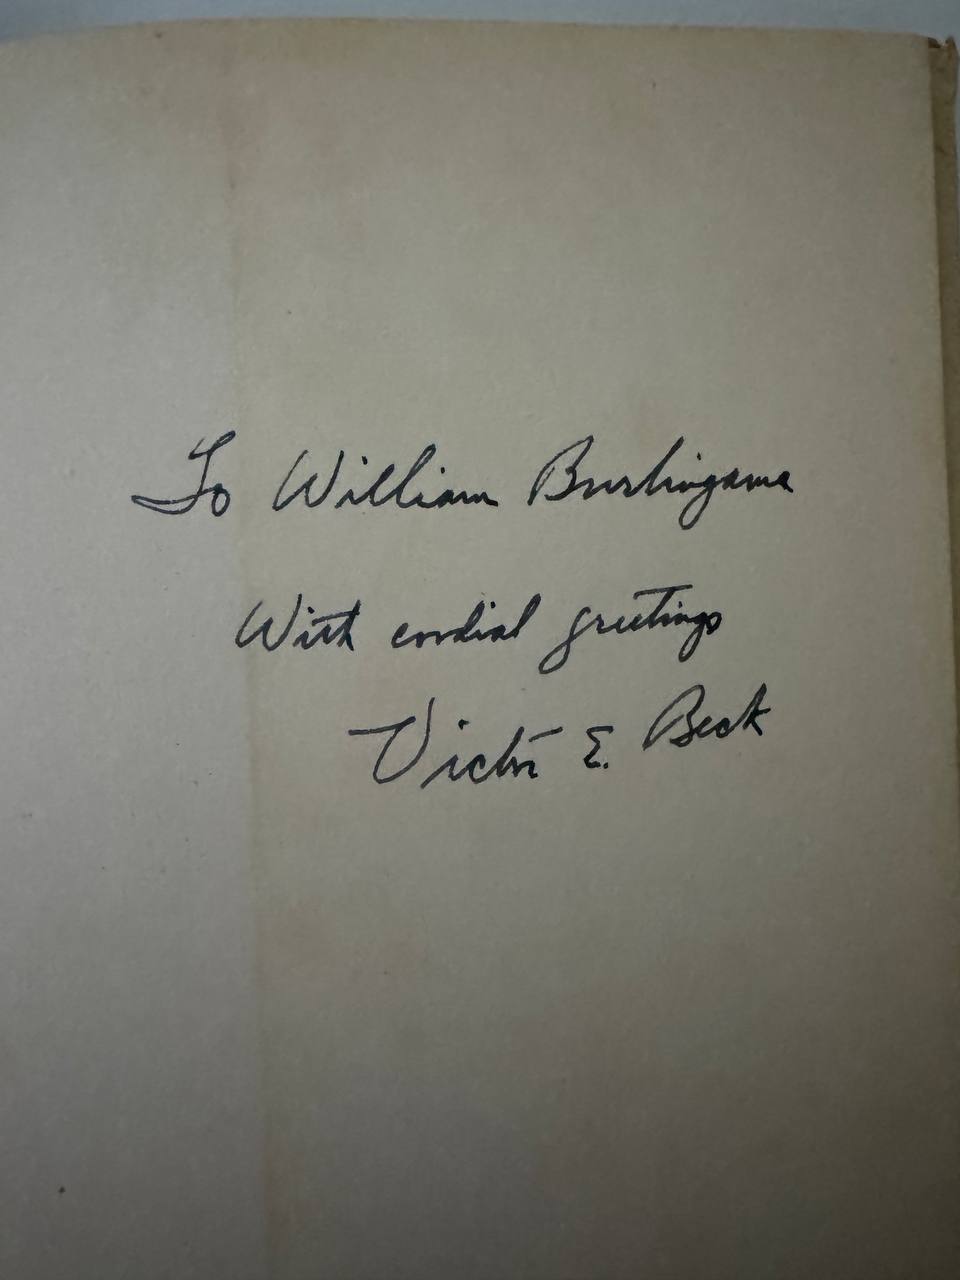 To William Burlingame
With cordial greetings
Victor E. Beck